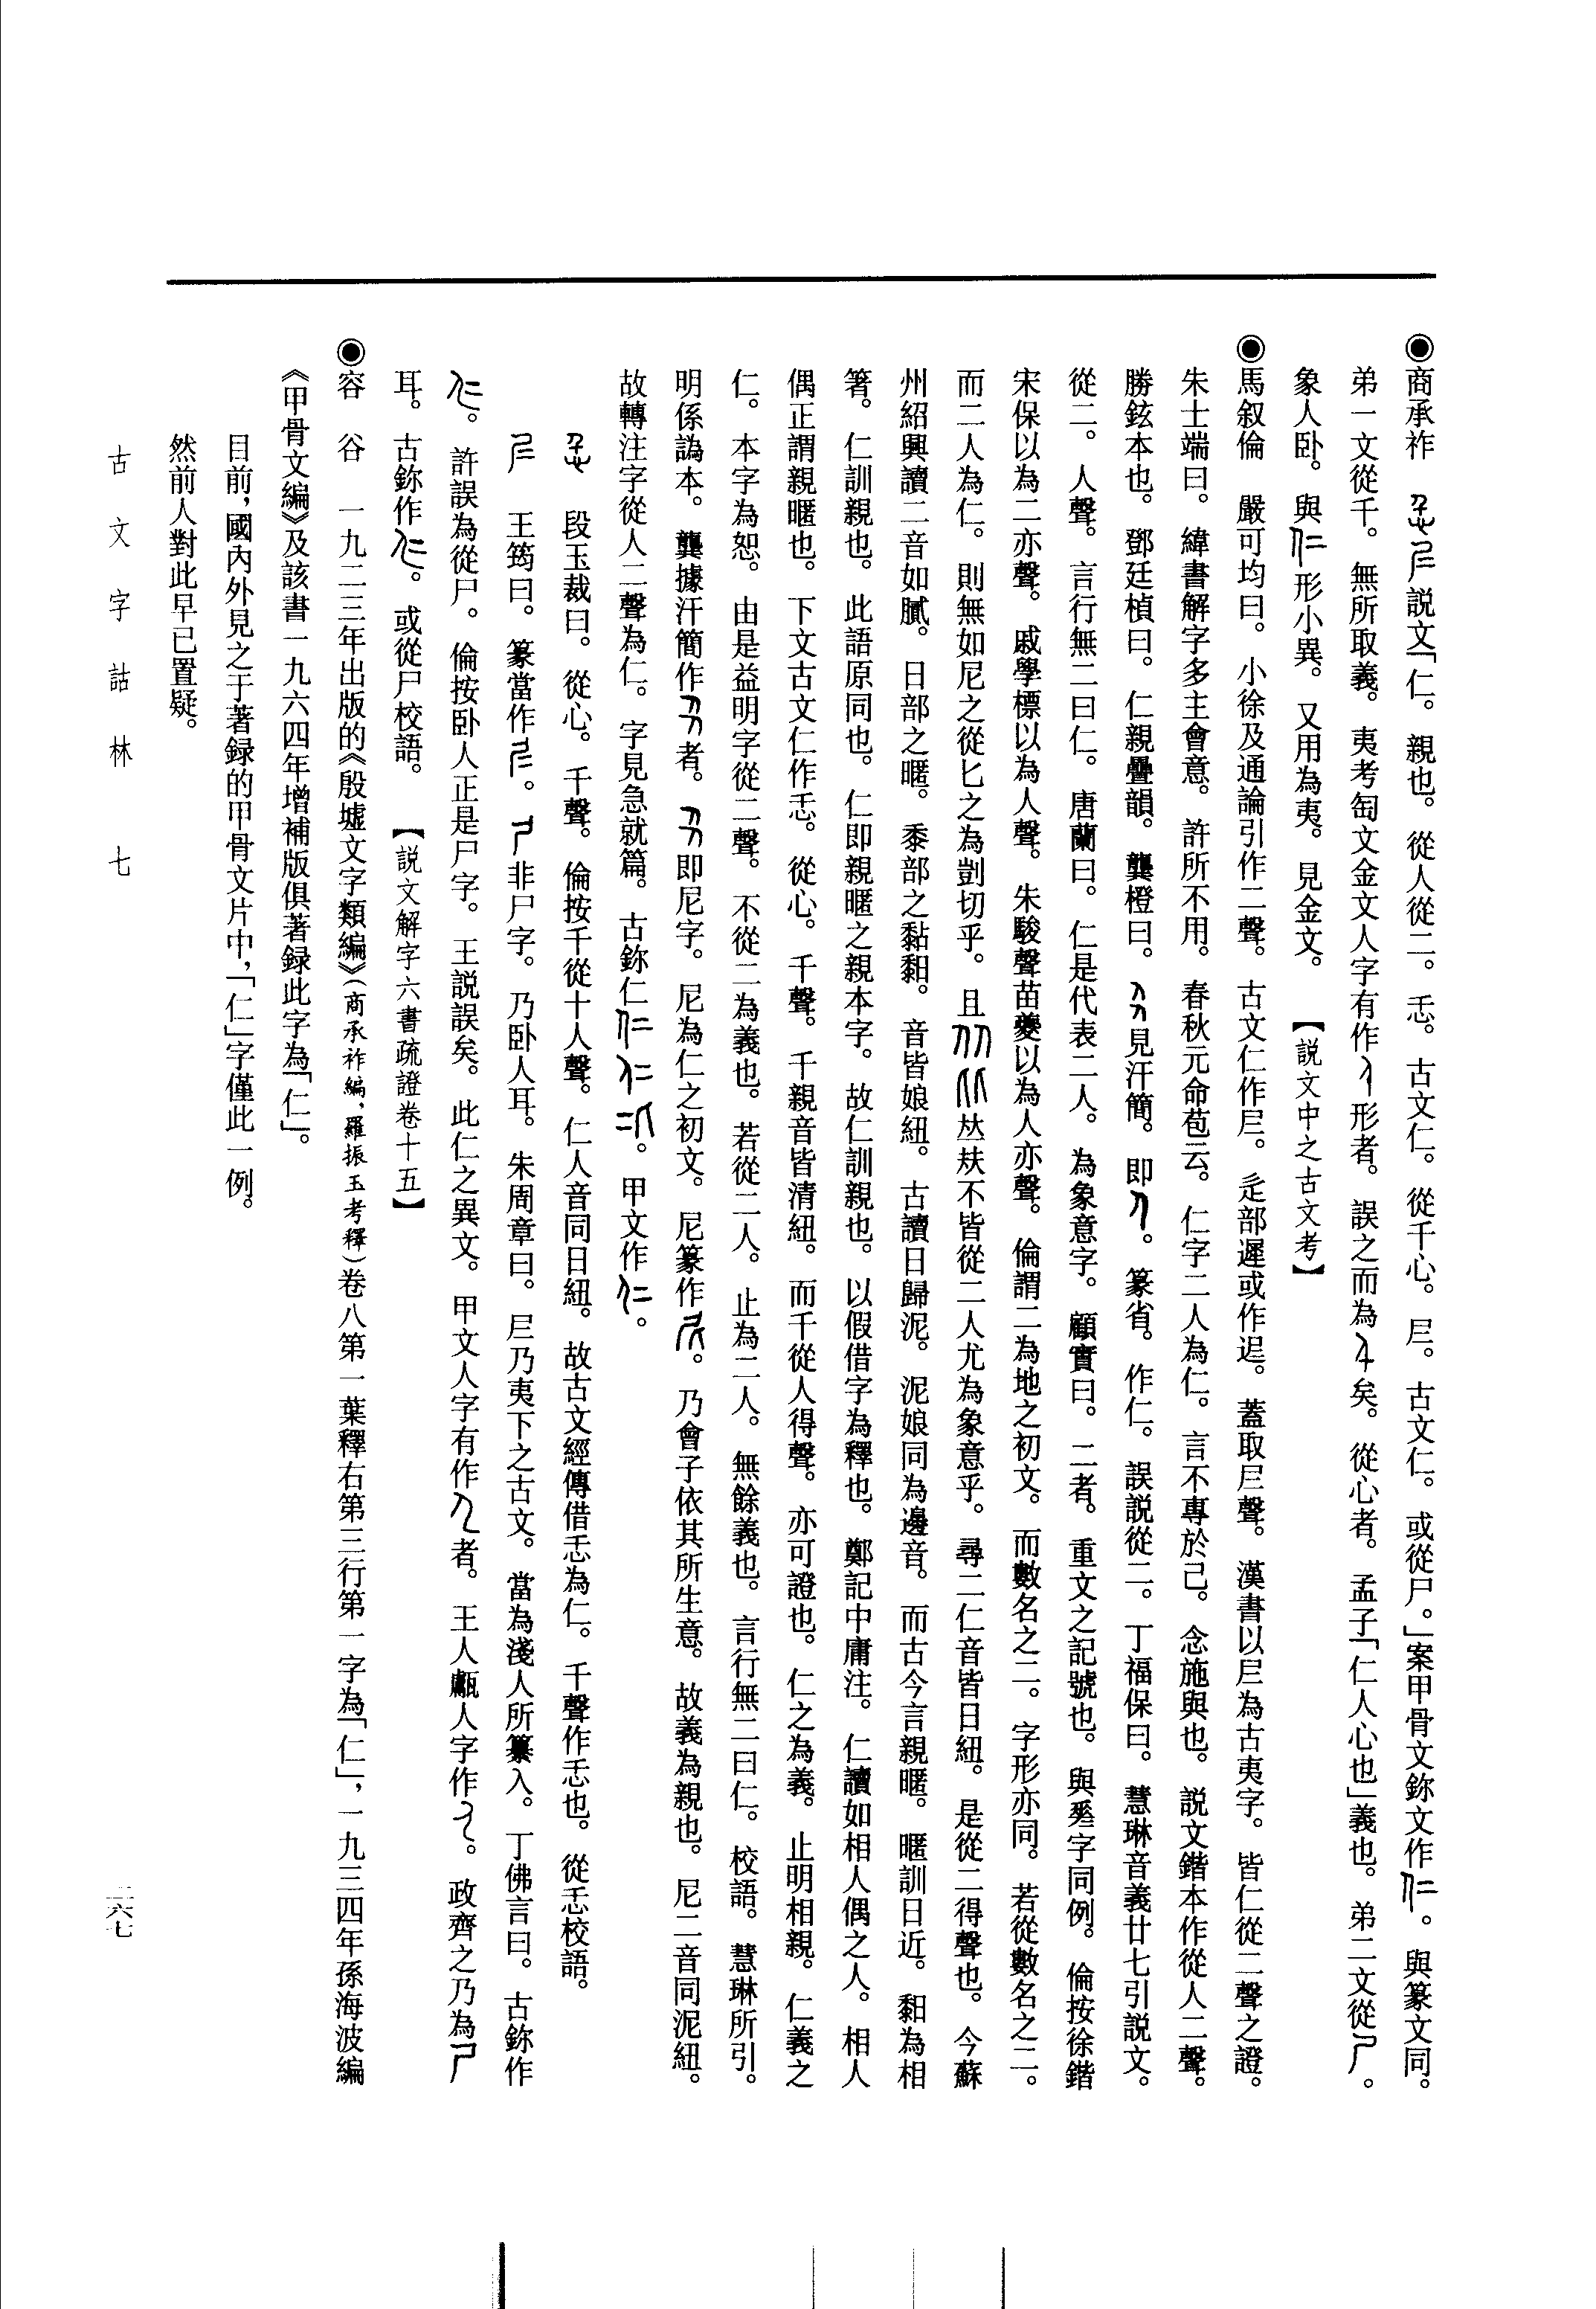 ◉商承祚 説文「仁。親也。從人從二。忎。古文仁。從千心。𡰥。古文仁。或從尸。」案甲骨文鉨文作。與篆文同。
弟一文從千。無所取義。夷考匋文金文人字有作形者。誤之而為矣。從心者。孟子「仁人心也」義也。弟二文從。
象人卧。與形小異。又用為夷。見金文。【説文中之古文考】
◉馬叙倫 嚴可均曰。小徐及通論引作二聲。古文仁作𡰥。辵部遲或作𨒈。蓋取𡰥聲。漢書以𡰥為古夷字。皆仁從二聲之證。
朱士端曰。緯書解字多主會意。許所不用。春秋元命苞云。仁字二人為仁。言不專於己。念施與也。説文鍇本作從人二聲。
勝鉉本也。鄧廷楨曰。仁親疊韻。龔橙曰。見汗簡。即。篆省。作仁。誤説從二。丁福保曰。慧琳音義廿七引説文。
從二。人聲。言行無二曰仁。唐蘭曰。仁是代表二人。為象意字。顧實曰。二者。重文之記號也。與字同例。倫按徐鍇
宋保以為二亦聲。戚學標以為人聲。朱駿聲苗夔以為人亦聲。倫謂二為地之初文。而數名之二。字形亦同。若從數名之二。
而二人為仁。則無如尼之從匕之為剴切乎。且㚘不皆從二人尤為象意乎。尋二仁音皆日紐。是從二得聲也。今蘇
州紹興讀二音如膩。日部之暱。黍部之黏䵒。音皆娘紐。古讀日歸泥。泥娘同為邊音。而古今言親暱。暱訓日近。䵒為相
箸。仁訓親也。此語原同也。仁即親暱之親本字。故仁訓親也。以假借字為釋也。鄭記中庸注。仁讀如相人偶之人。相人
偶正謂親暱也。下文古文仁作忎。從心。千聲。千親音皆清紐。而千從人得聲。亦可證也。仁之為義。止明相親。仁義之
仁。本字為恕。由是益明字從二聲。不從二為義也。若從二人。止為二人。無餘義也。言行無二曰仁。校語。慧琳所引。
明係譌本。龔據汗簡作者。即尼字。尼為仁之初文。尼篆作。乃會子依其所生意。故義為親也。尼二音同泥紐。
故轉注字從人二聲為仁。字見急就篇。古鉨仁。甲文作。
段玉裁曰。從心。千聲。倫按千從十人聲。仁人音同日紐。故古文經傳借忎為仁。千聲作忎也。從忎校語。
王筠曰。篆當作。非尸字。乃卧人耳。朱周章曰。𡰥乃夷下之古文。當為淺人所纂入。丁佛言曰。古鉨作
。許誤為從尸。倫按卧人正是尸字。王説誤矣。此仁之異文。甲文人字有作者。王人甗人字作。政齊之乃為
耳。古鉨作。或從尸校語。【説文解字六書疏證卷十五】
◉容 谷 一九二三年出版的《殷墟文字類編》（商承祚編，羅振玉考釋）卷八第一葉釋右第三行第一字為「仁」，一九三四年孫海波編
《甲骨文編》及該書一九六四年增補版俱著録此字為「仁」。
目前，國內外見之于著録的甲骨文片中，「仁」字僅此一例。
然前人對此早已置疑。
古文字詁林 七
二六七